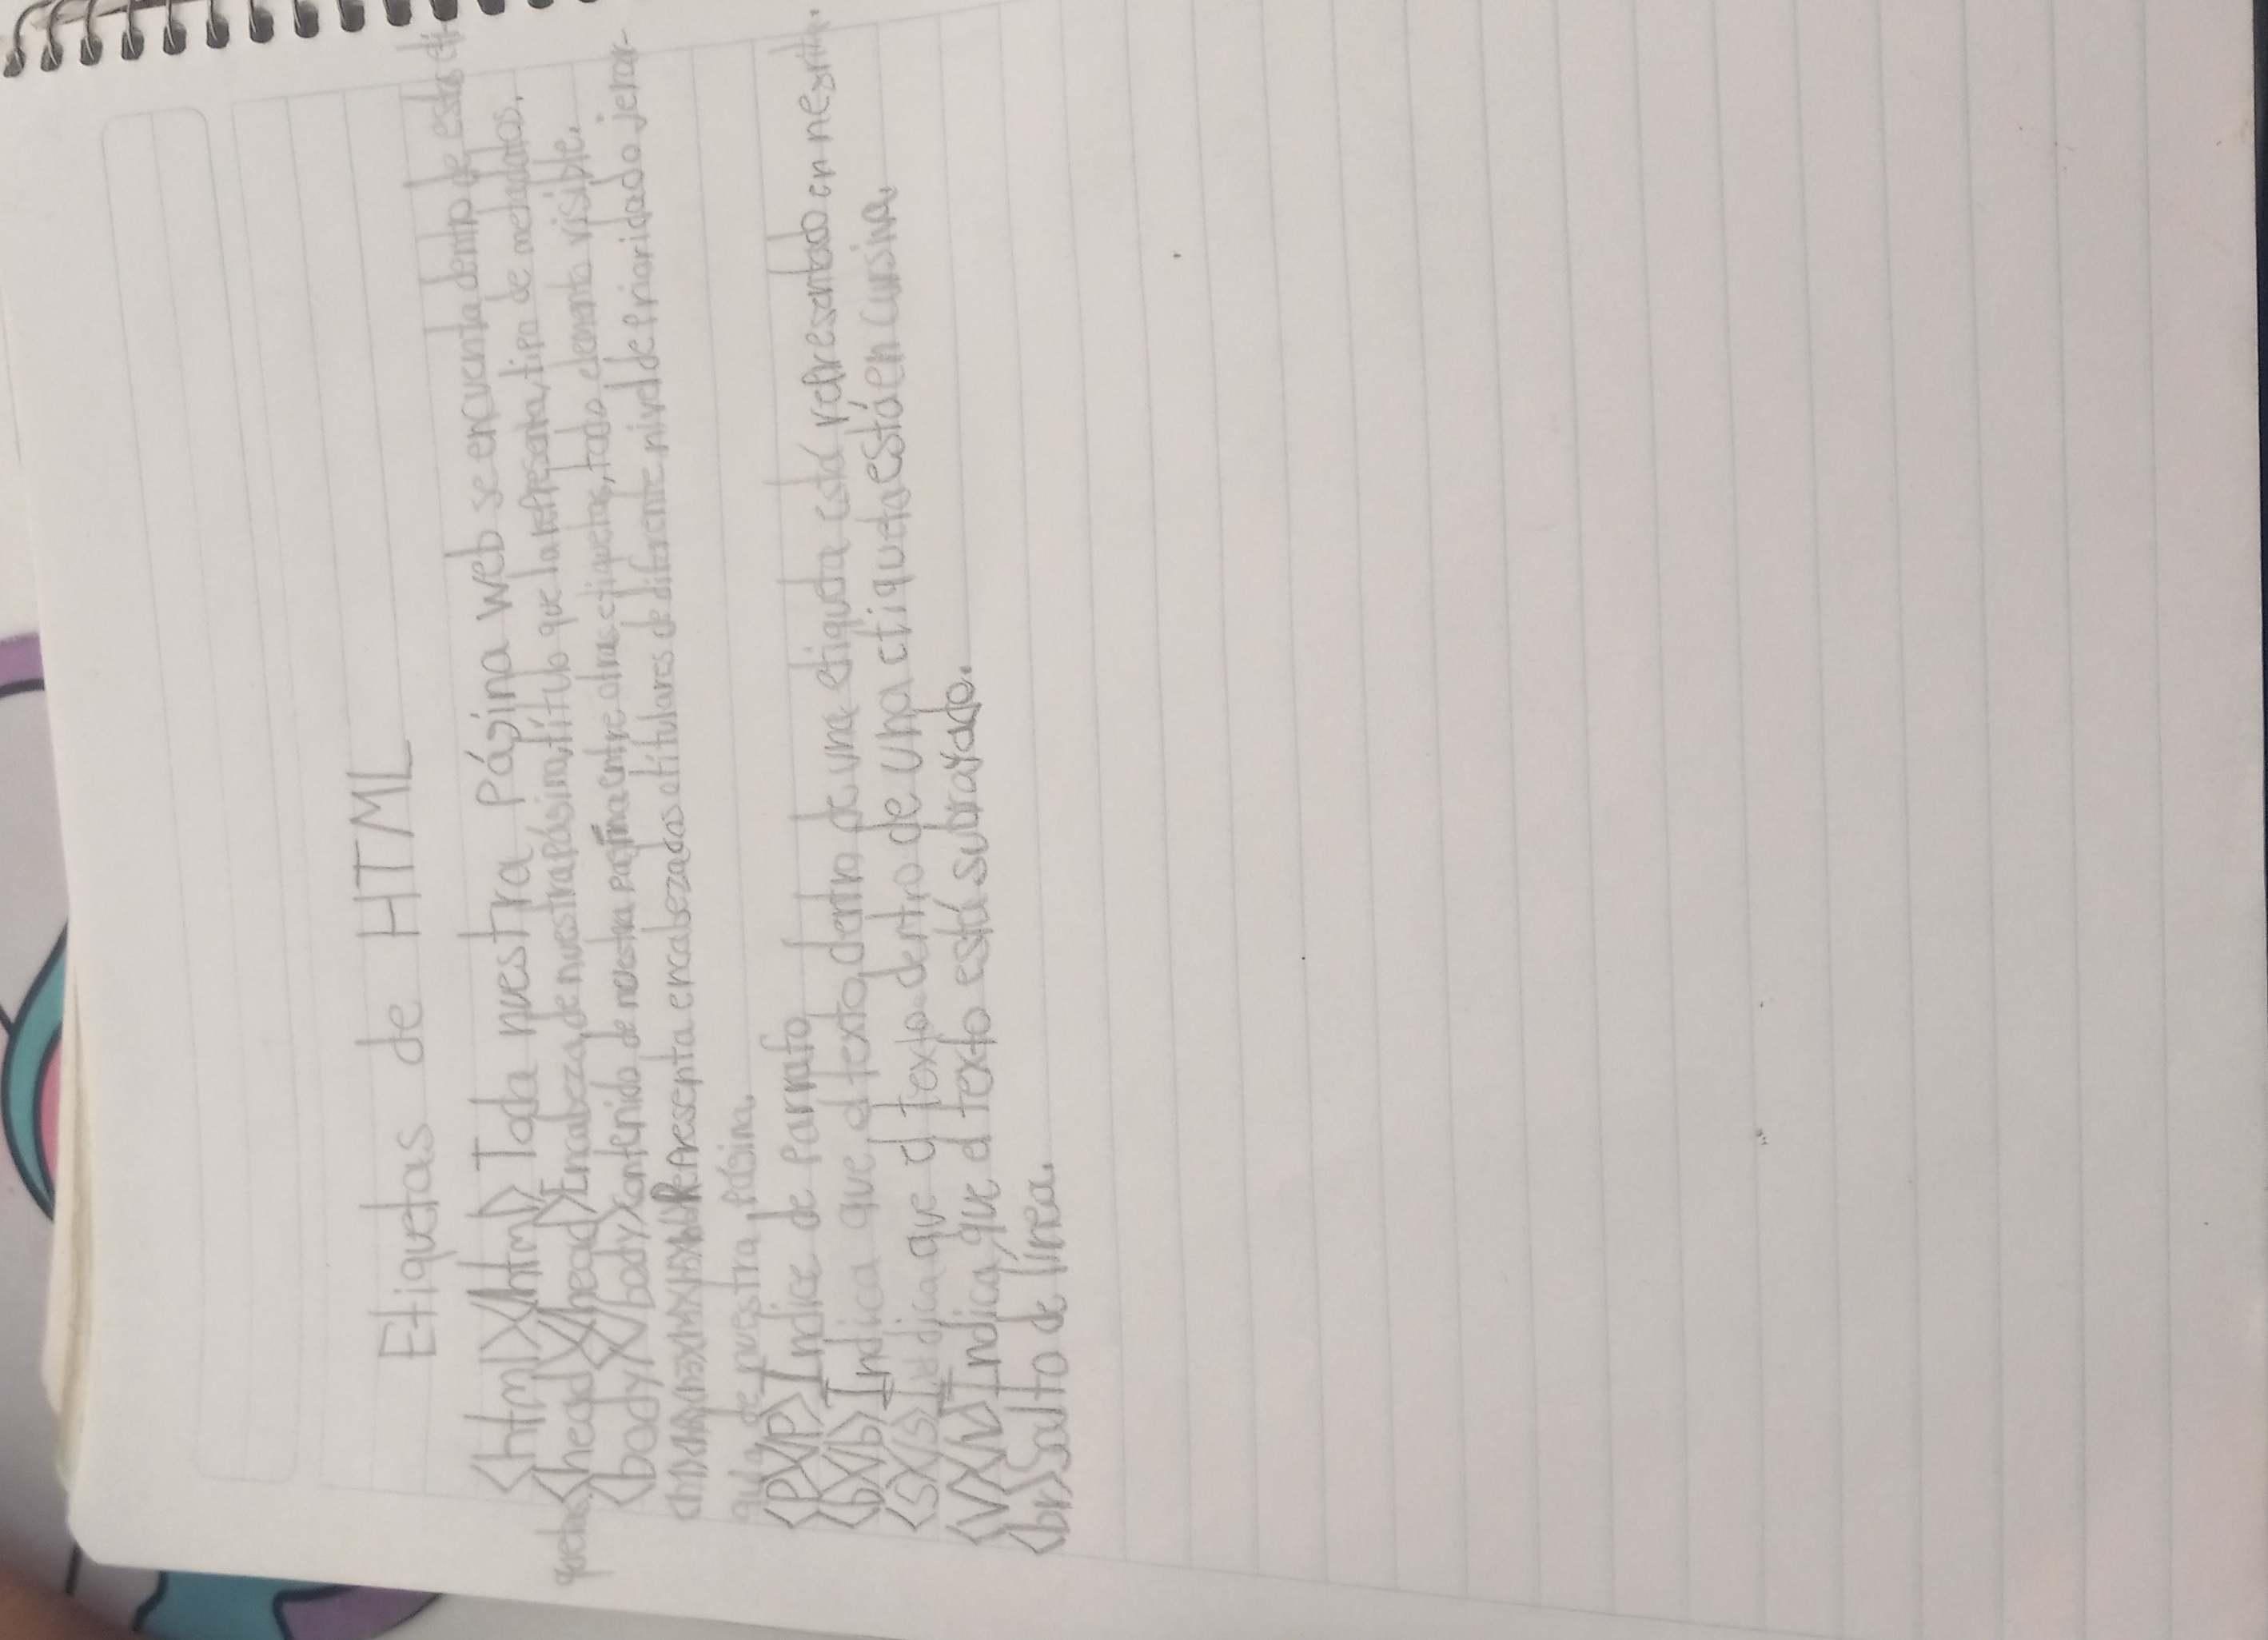 Etiquetas de HTML
<html></html> Toda nuestra página web se encuenta dentro de esta eti-
quetas.<head></head>Encabeza de nuestra página, título que la representa, tipo de metadatos.
<body></body>contenido de nuestra pagina entre otras etiquetas, todo elemento visible.
<h1><h2><h3><h4><h5><h6>Representa encabezados o titulares de diferente nivel de prioridad o jerar-
quia de nuestra página.
<p></p>Indice de parrafo
<b></b>Indica que el texto dentro de una etiqueta está representado en negrita.
<s></s>Indica que el texto dentro de una etiqueta está en cursiva.
<v></v>Indica que el texto está subrayado.
<br>Salto de línea.